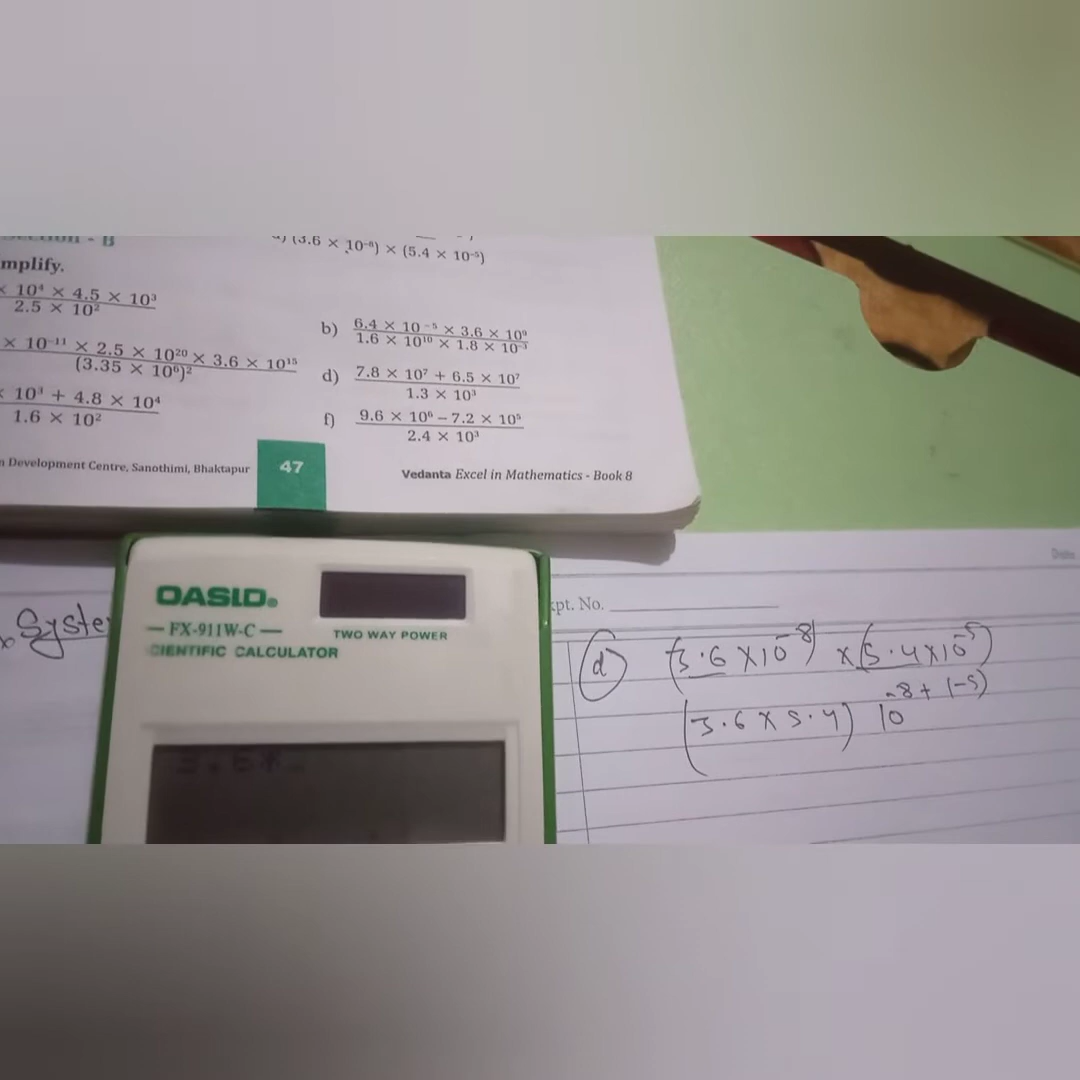 (3.6 × 10⁻⁸) × (5.4 × 10⁻⁵)
mplify.
× 10⁴ × 4.5 × 10³
2.5 × 10²
b) 6.4 × 10⁻⁵ × 3.6 × 10⁹
1.6 × 10¹⁰ × 1.8 × 10⁻³
× 10⁻¹¹ × 2.5 × 10²⁰ × 3.6 × 10¹⁵
(3.35 × 10⁶)²
d) 7.8 × 10⁷ + 6.5 × 10⁷
1.3 × 10³
10³ + 4.8 × 10⁴
1.6 × 10²
f) 9.6 × 10⁶ – 7.2 × 10⁵
2.4 × 10³
Development Centre, Sanothimi, Bhaktapur
47
Vedanta Excel in Mathematics - Book 8
OASLD
FX-911W-C
CIENTIFIC CALCULATOR
TWO WAY POWER
xpt. No.
Syste
d (3.6 × 10⁻⁸) × (5.4 × 10⁻⁵)
(3.6 × 5.4) 10⁻⁸ ⁺ ⁽⁻⁵⁾